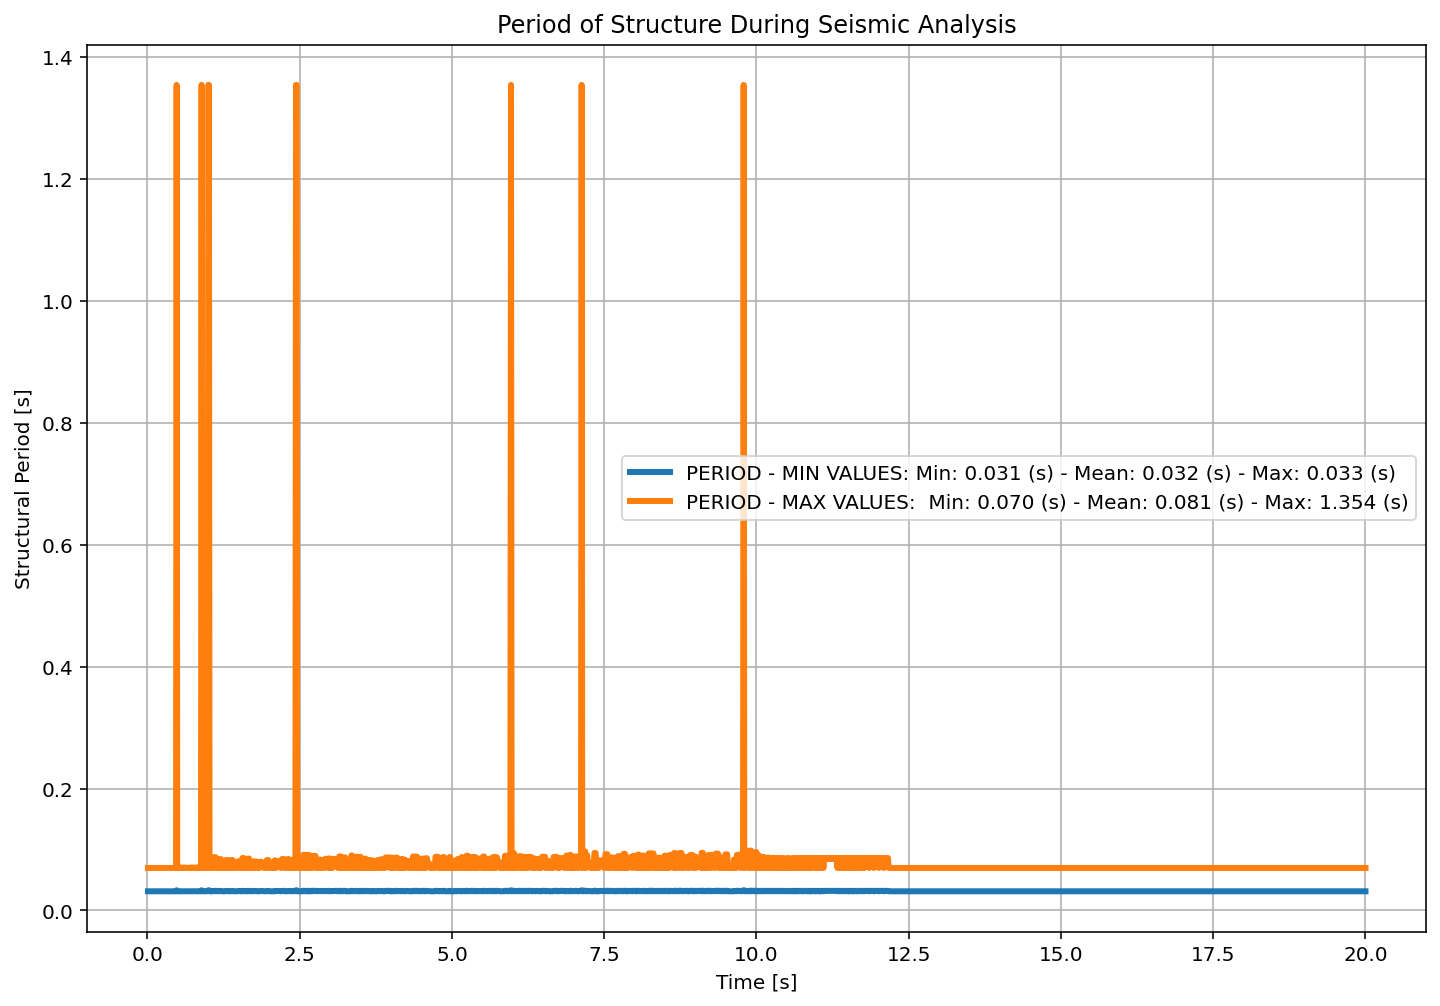 Period of Structure During Seismic Analysis
1.4
1.2
1.0
0.8
0.6
0.4
0.2
0.0
Structural Period [s]
PERIOD - MIN VALUES: Min: 0.031 (s) - Mean: 0.032 (s) - Max: 0.033 (s)
PERIOD - MAX VALUES:  Min: 0.070 (s) - Mean: 0.081 (s) - Max: 1.354 (s)
0.0 2.5 5.0 7.5 10.0 12.5 15.0 17.5 20.0
Time [s]